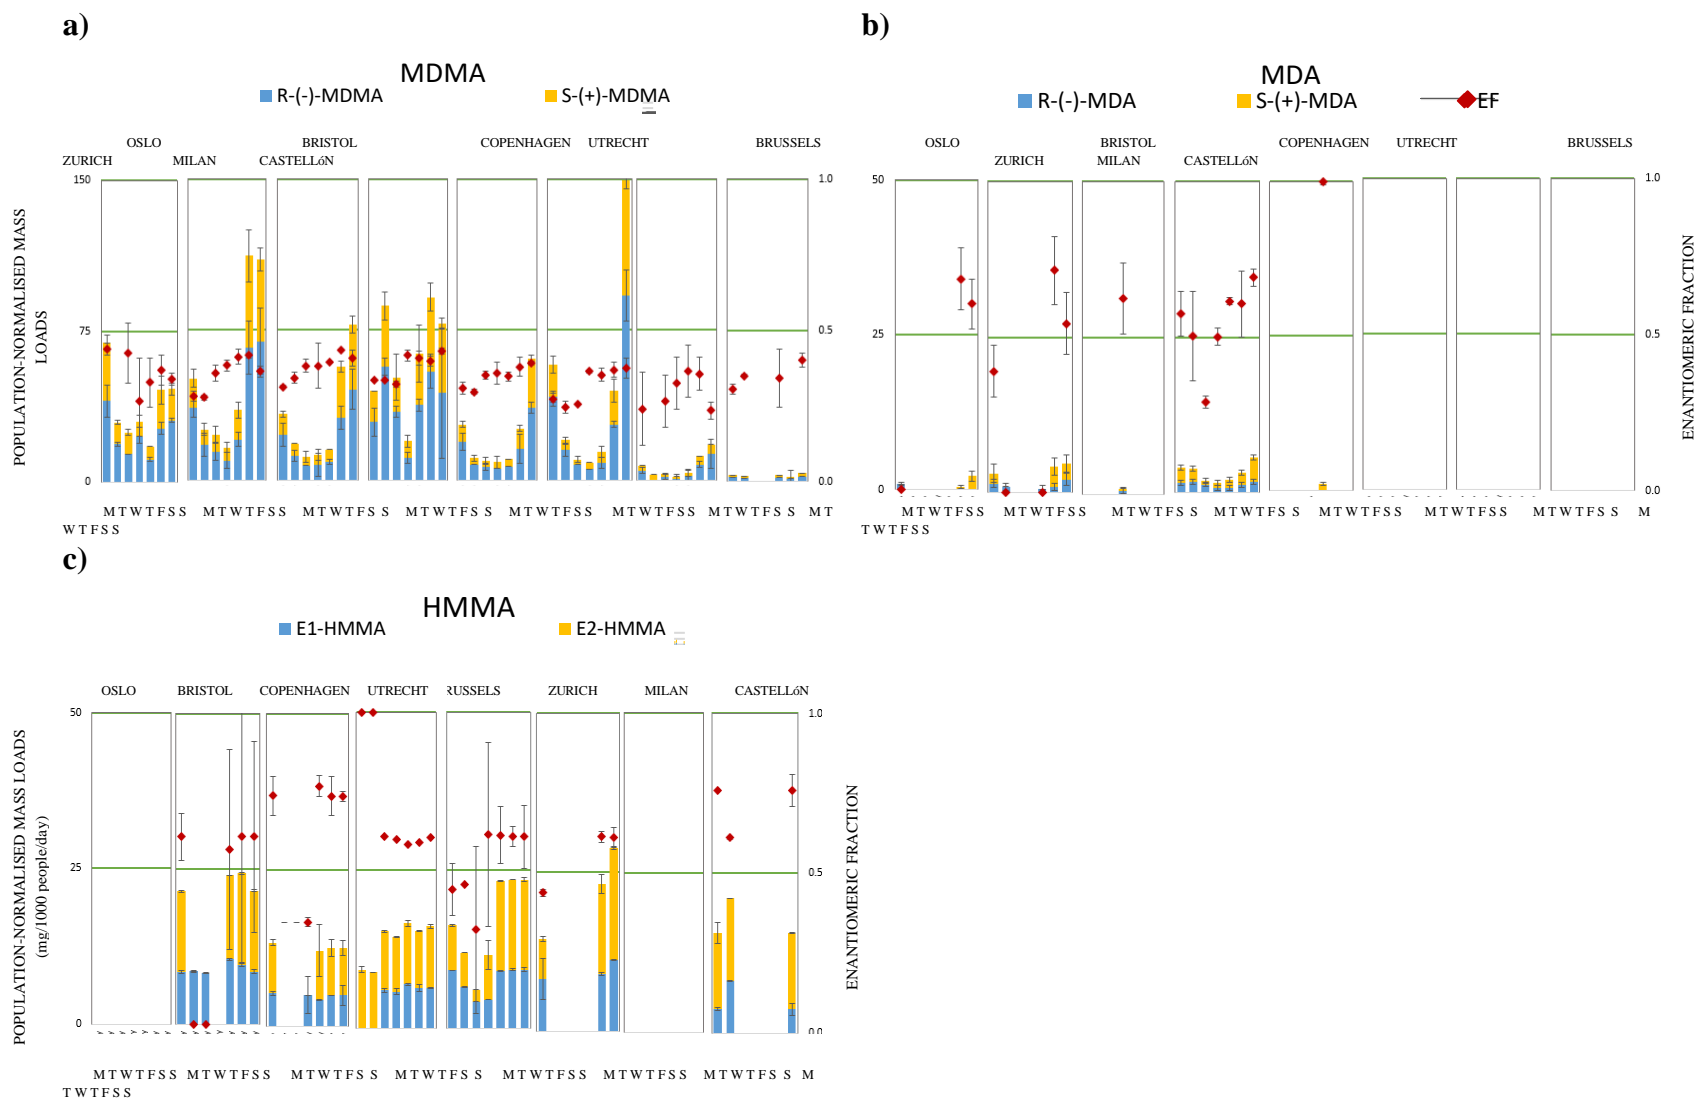 a)
MDMA
R-(-)-MDMA S-(+)-MDMA
OSLO BRISTOL COPENHAGEN UTRECHT BRUSSELS
ZURICH MILAN CASTELLóN
150 1.0
75 0.5
0 0.0
POPULATION-NORMALISED MASS
LOADS
M T W T F S S M T W T F S S M T W T F S S M T W T F S S M T W T F S S M T W T F S S M T
W T F S S
b)
MDA
R-(-)-MDA S-(+)-MDA EF
OSLO BRISTOL COPENHAGEN UTRECHT BRUSSELS
ZURICH MILAN CASTELLóN
50 1.0
25 0.5
0 0.0
ENANTIOMERIC FRACTION
M T W T F S S M T W T F S S M T W T F S S M T W T F S S M T W T F S S M T W T F S S M
T W T F S S
c)
HMMA
E1-HMMA E2-HMMA
OSLO BRISTOL COPENHAGEN UTRECHT RUSSELS ZURICH MILAN CASTELLóN
50 1.0
25 0.5
0 0.0
POPULATION-NORMALISED MASS LOADS
(mg/1000 people/day)
ENANTIOMERIC FRACTION
M T W T F S S M T W T F S S M T W T F S S M T W T F S S M T W T F S S M T W T F S S M
T W T F S S